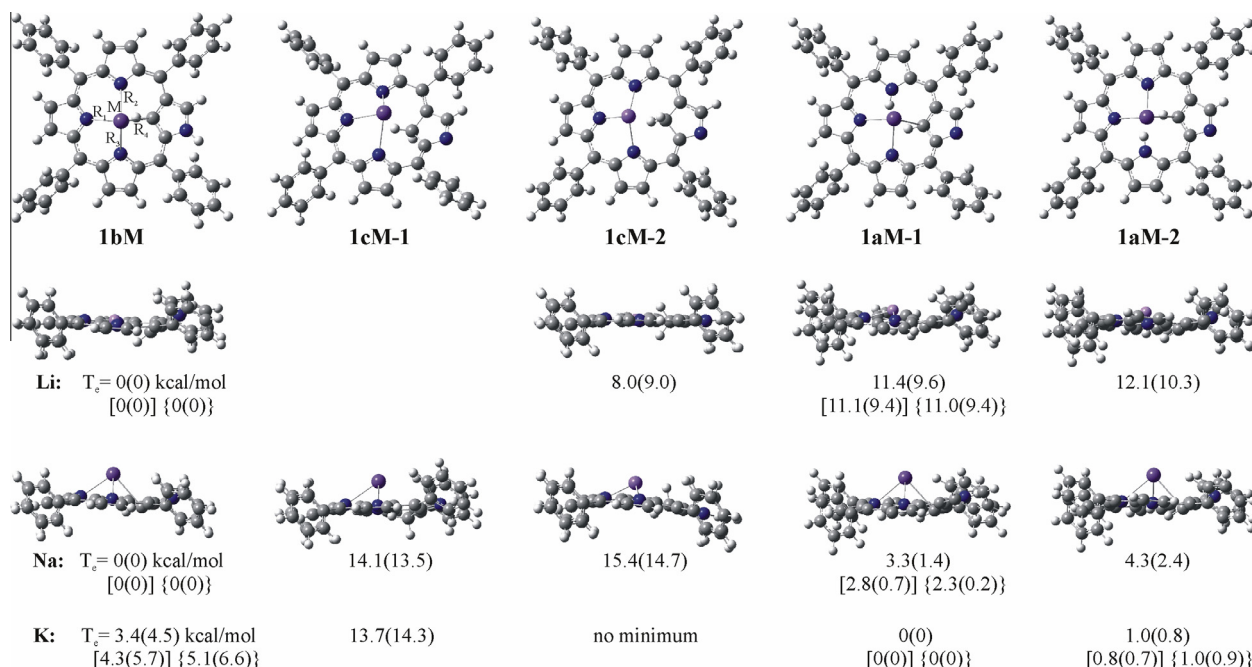 R₂
M
R₁
R₄
R₃
1bM 1cM-1 1cM-2 1aM-1 1aM-2
Li: Tₑ= 0(0) kcal/mol 8.0(9.0) 11.4(9.6) 12.1(10.3)
[0(0)] {0(0)} [11.1(9.4)] {11.0(9.4)}
Na: Tₑ= 0(0) kcal/mol 14.1(13.5) 15.4(14.7) 3.3(1.4) 4.3(2.4)
[0(0)] {0(0)} [2.8(0.7)] {2.3(0.2)}
K: Tₑ= 3.4(4.5) kcal/mol 13.7(14.3) no minimum 0(0) 1.0(0.8)
[4.3(5.7)] {5.1(6.6)} [0(0)] {0(0)} [0.8(0.7)] {1.0(0.9)}